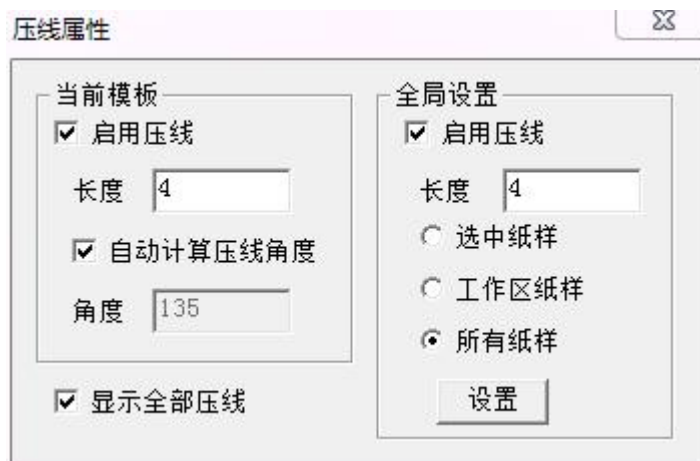 压线属性
当前模板
启用压线
长度 4
自动计算压线角度
角度 135
显示全部压线
全局设置
启用压线
长度 4
选中纸样
工作区纸样
所有纸样
设置